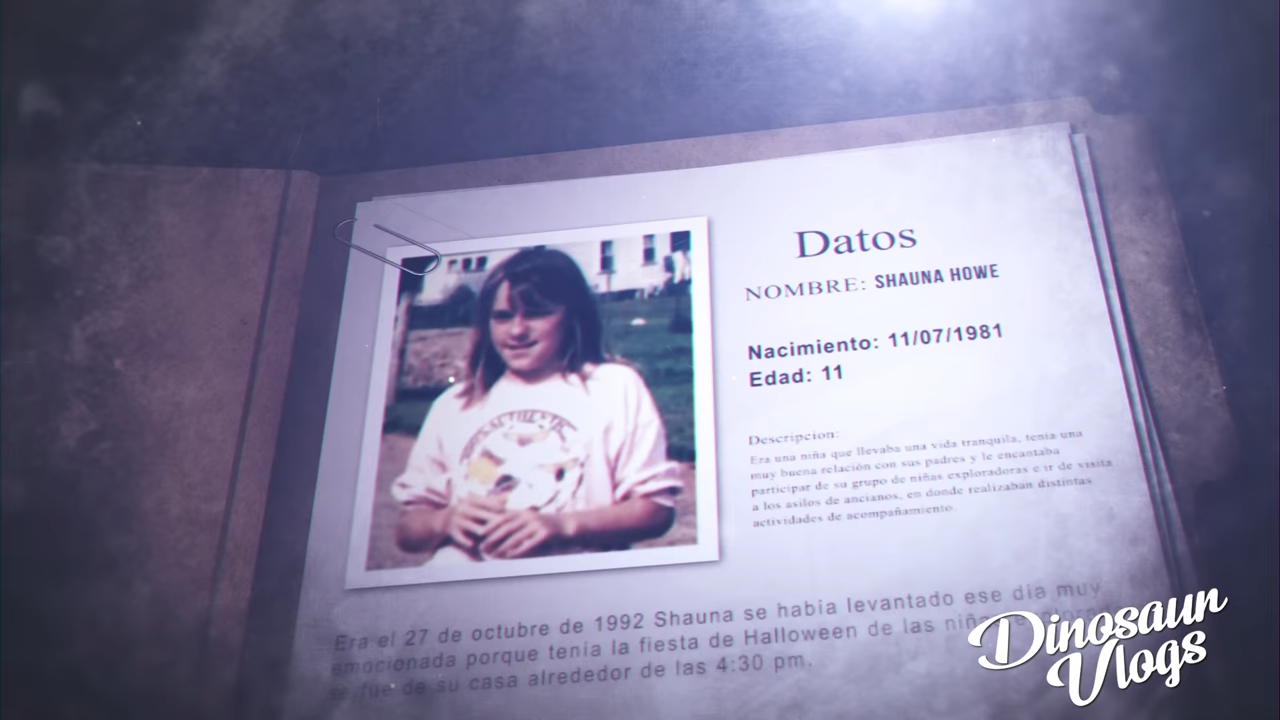 Datos
NOMBRE: SHAUNA HOWE
Nacimiento: 11/07/1981
Edad: 11
Descripcion:
Era una niña que llevaba una vida tranquila, tenia una
muy buena relación con sus padres y le encantaba
participar de su grupo de niñas exploradoras e ir de visita
a los asilos de ancianos, en donde realizaban distintas
actividades de acompañamiento.
Era el 27 de octubre de 1992 Shauna se habia levantado ese dia muy
emocionada porque tenia la fiesta de Halloween de las
se fue de su casa alrededor de las 4:30 pm.
Dinosaur
Vlogs